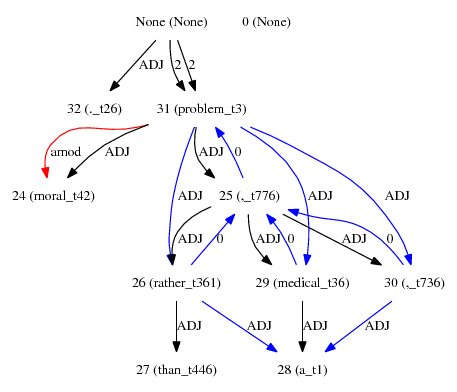 None (None) 0 (None)
ADJ 2 2
32 (._t26) 31 (problem_t3)
amod ADJ ADJ 0
24 (moral_t42) ADJ 25 (,_t776) ADJ ADJ
ADJ 0 ADJ 0 ADJ 0
26 (rather_t361) 29 (medical_t36) 30 (,_t736)
ADJ ADJ ADJ ADJ
27 (than_t446) 28 (a_t1)